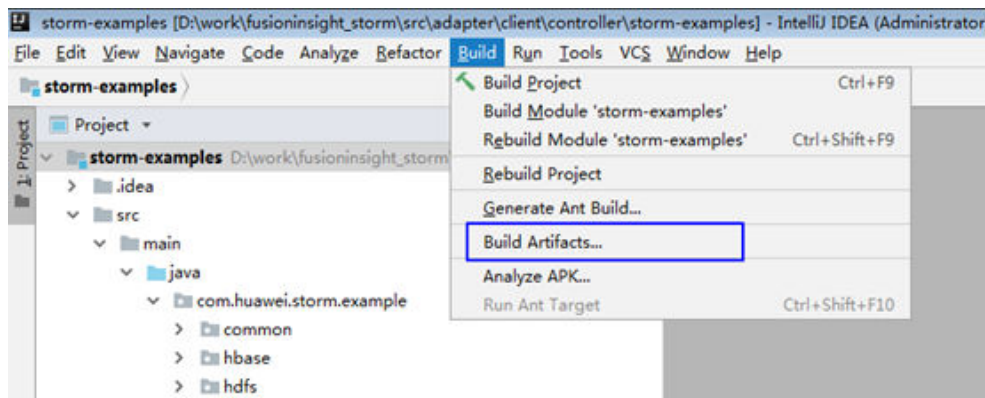 storm-examples [D:\work\fusioninsight_storm\src\adapter\client\controller\storm-examples] - IntelliJ IDEA (Administrator
File Edit View Navigate Code Analyze Refactor Build Run Tools VCS Window Help
storm-examples
Build Project Ctrl+F9
Build Module 'storm-examples'
Rebuild Module 'storm-examples' Ctrl+Shift+F9
Rebuild Project
Generate Ant Build...
Build Artifacts...
Analyze APK...
Run Ant Target Ctrl+Shift+F10
1: Project
Project
storm-examples D:\work\fusioninsight_storm
.idea
src
main
java
com.huawei.storm.example
common
hbase
hdfs